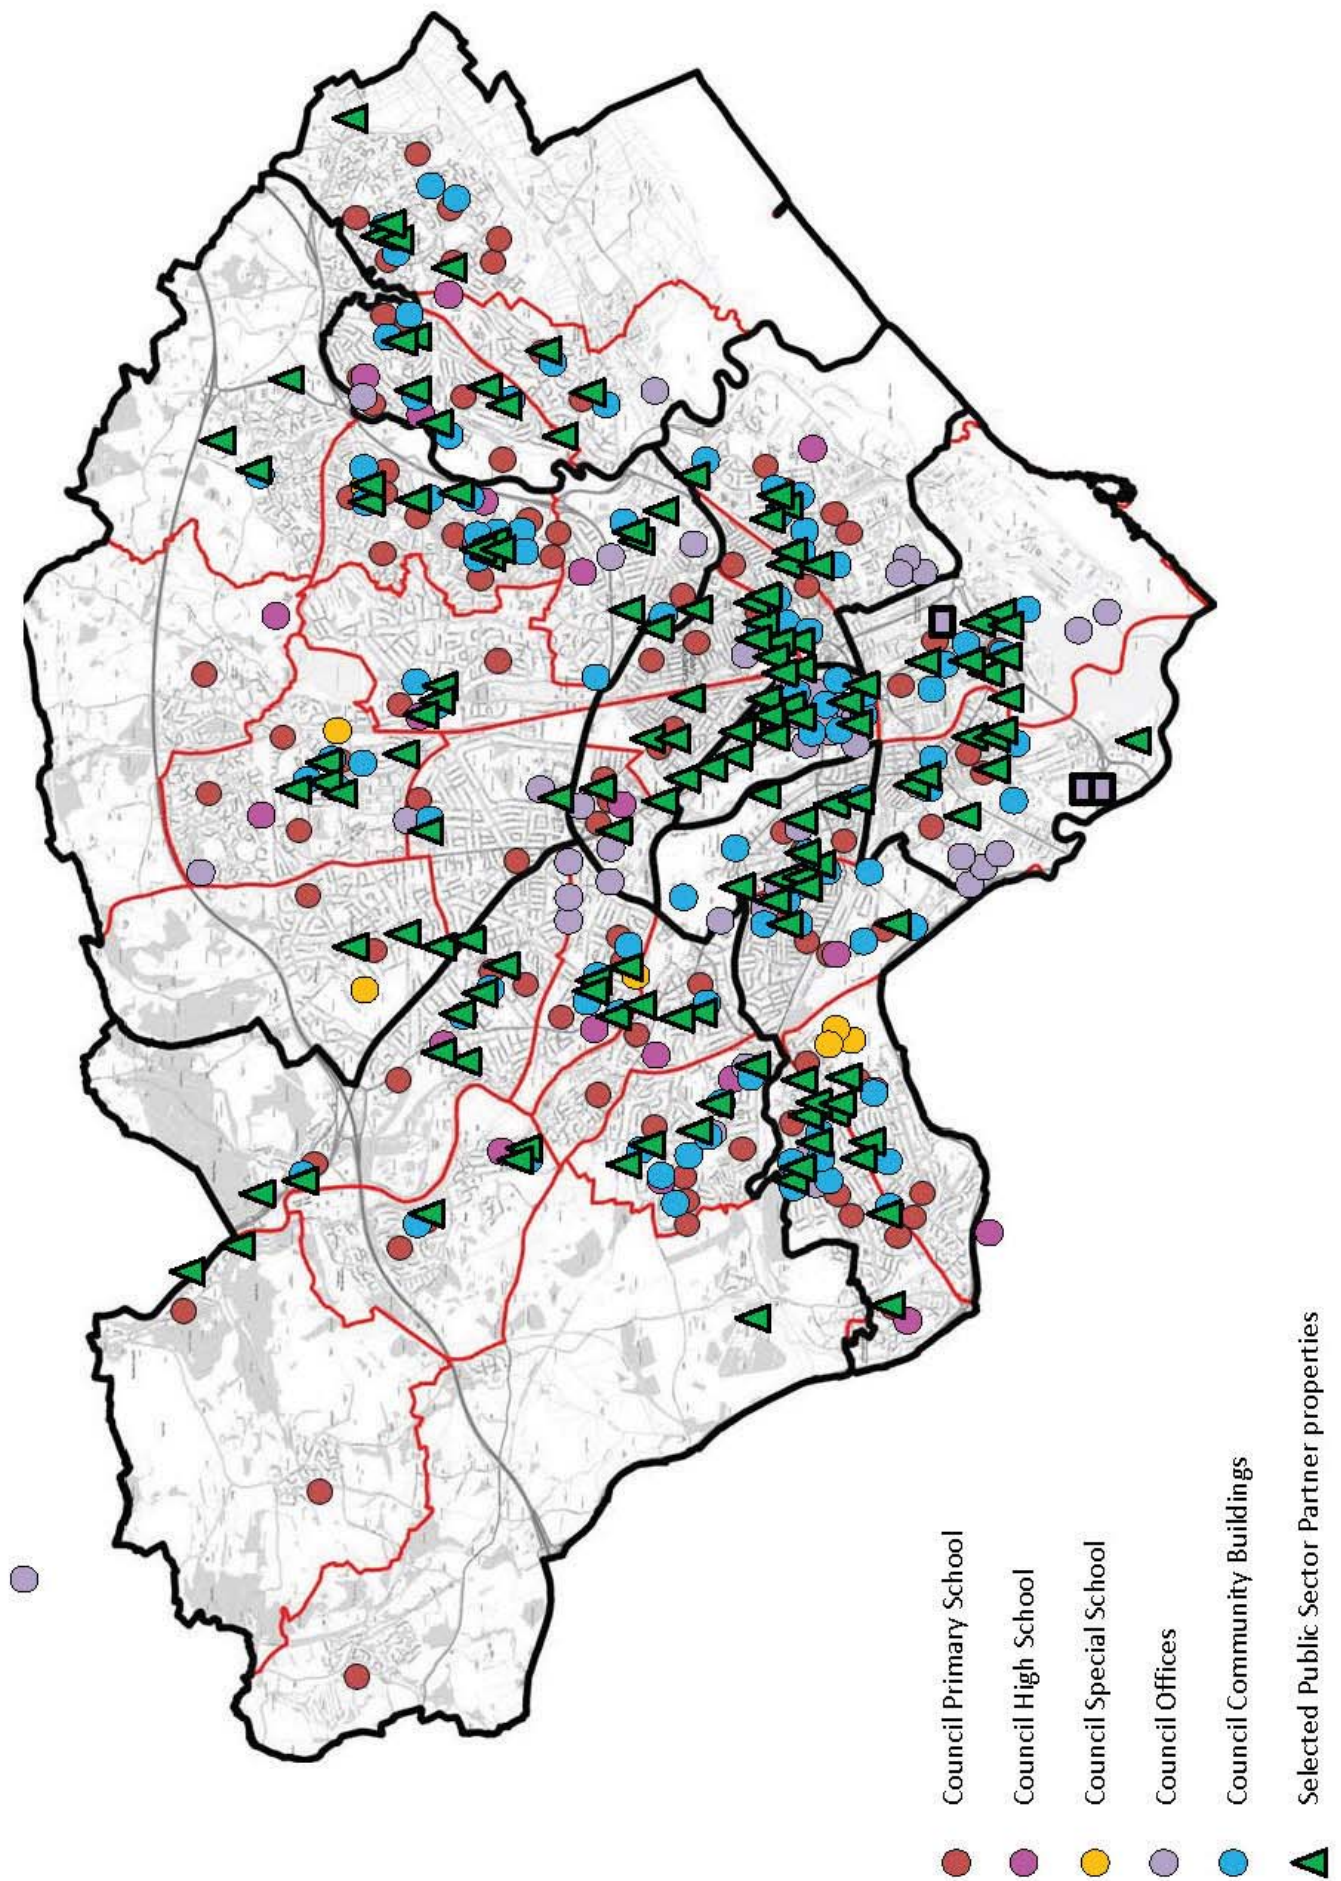 Council Primary School
Council High School
Council Special School
Council Offices
Council Community Buildings
Selected Public Sector Partner properties